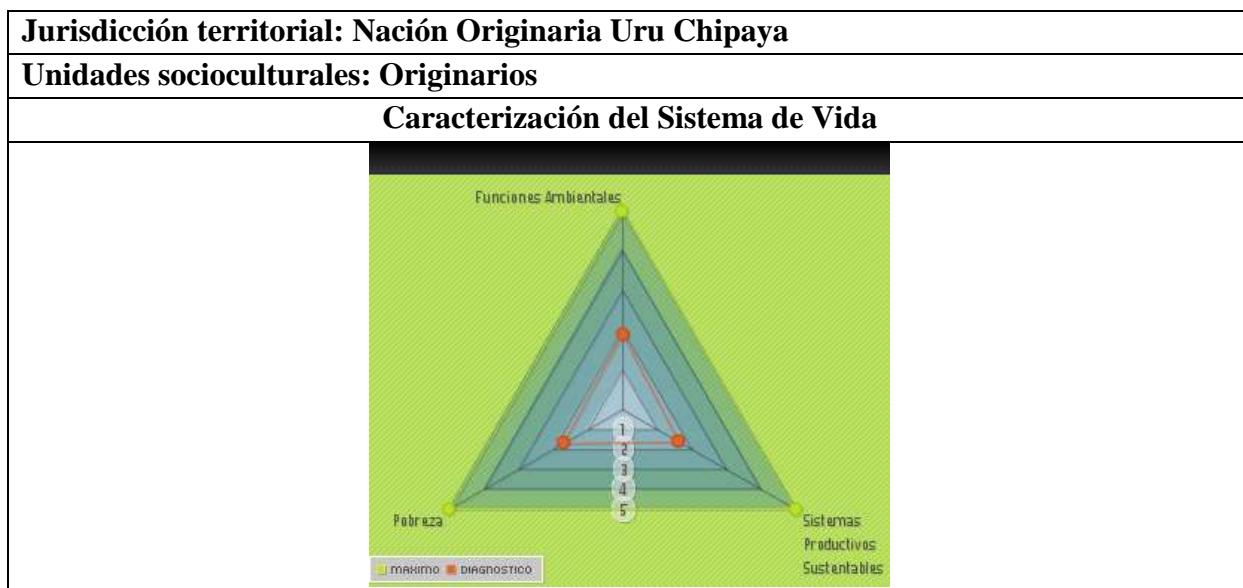 Jurisdicción territorial: Nación Originaria Uru Chipaya
Unidades socioculturales: Originarios
Caracterización del Sistema de Vida
Funciones Ambientales
1
2
3
4
5
Pobreza
Sistemas
Productivos
Sustentables
MAXIMO DIAGNOSTICO